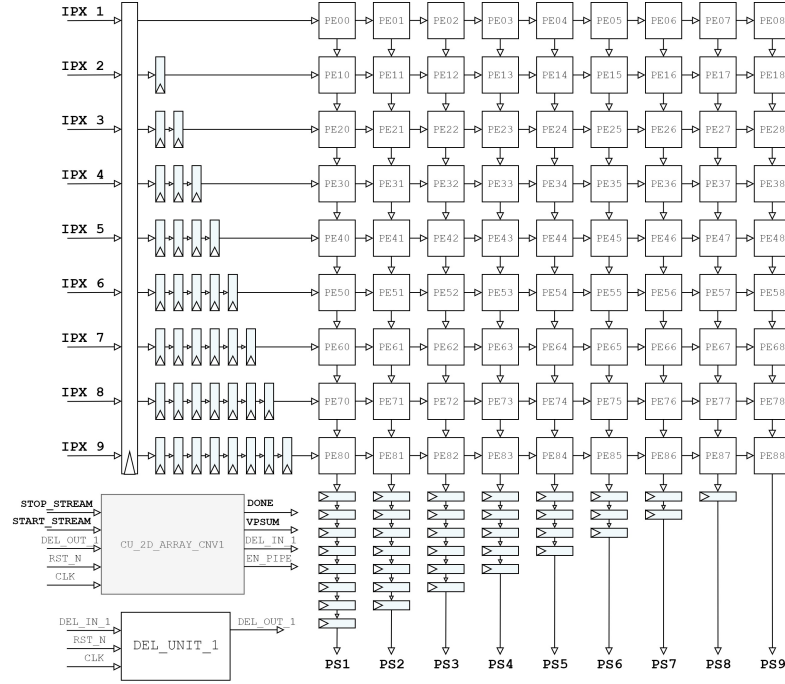 IPX 1 PE00 PE01 PE02 PE03 PE04 PE05 PE06 PE07 PE08
IPX 2 PE10 PE11 PE12 PE13 PE14 PE15 PE16 PE17 PE18
IPX 3 PE20 PE21 PE22 PE23 PE24 PE25 PE26 PE27 PE28
IPX 4 PE30 PE31 PE32 PE33 PE34 PE35 PE36 PE37 PE38
IPX 5 PE40 PE41 PE42 PE43 PE44 PE45 PE46 PE47 PE48
IPX 6 PE50 PE51 PE52 PE53 PE54 PE55 PE56 PE57 PE58
IPX 7 PE60 PE61 PE62 PE63 PE64 PE65 PE66 PE67 PE68
IPX 8 PE70 PE71 PE72 PE73 PE74 PE75 PE76 PE77 PE78
IPX 9 PE80 PE81 PE82 PE83 PE84 PE85 PE86 PE87 PE88
STOP_STREAM DONE
START_STREAM VPSUM
DEL_OUT_1 CU_2D_ARRAY_CNV1 DEL_IN_1
RST_N EN_PIPE
CLK
DEL_IN_1 DEL_OUT_1
RST_N DEL_UNIT_1
CLK
PS1 PS2 PS3 PS4 PS5 PS6 PS7 PS8 PS9